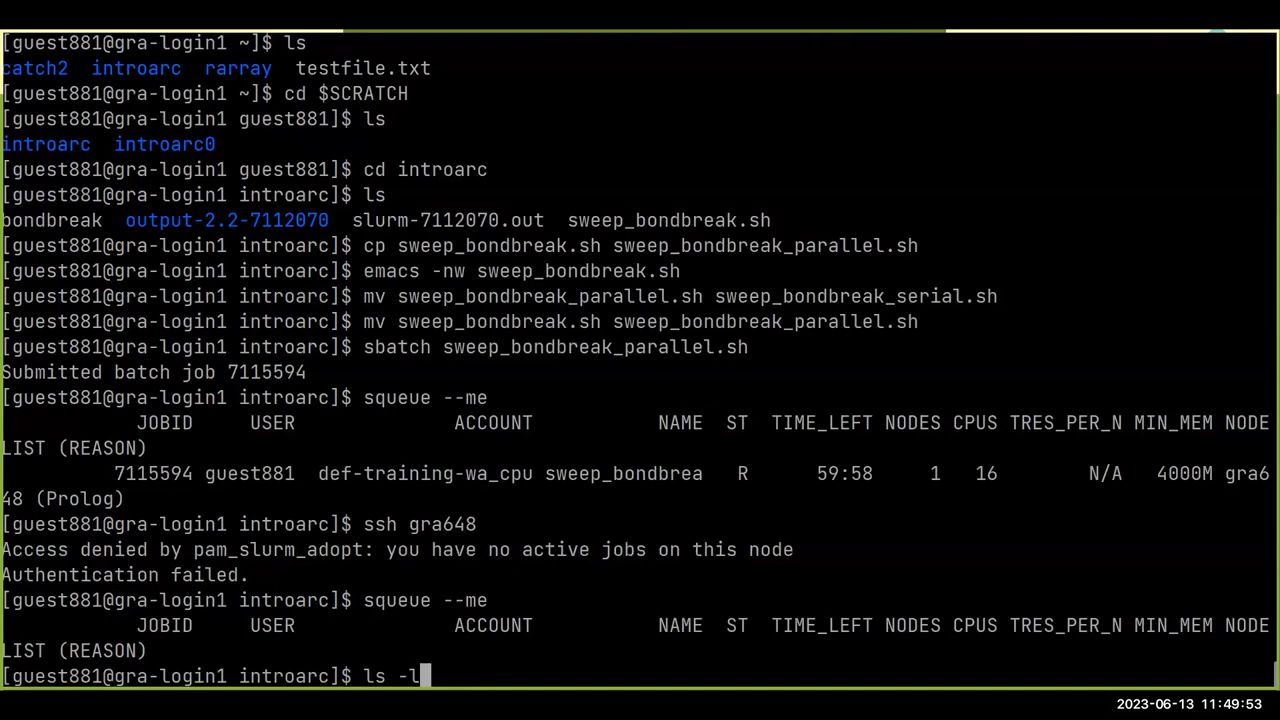 [guest881@gra-login1 ~]$ ls
catch2  introarc  rarray  testfile.txt
[guest881@gra-login1 ~]$ cd $SCRATCH
[guest881@gra-login1 guest881]$ ls
introarc  introarc0
[guest881@gra-login1 guest881]$ cd introarc
[guest881@gra-login1 introarc]$ ls
bondbreak  output-2.2-7112070  slurm-7112070.out  sweep_bondbreak.sh
[guest881@gra-login1 introarc]$ cp sweep_bondbreak.sh sweep_bondbreak_parallel.sh
[guest881@gra-login1 introarc]$ emacs -nw sweep_bondbreak.sh
[guest881@gra-login1 introarc]$ mv sweep_bondbreak_parallel.sh sweep_bondbreak_serial.sh
[guest881@gra-login1 introarc]$ mv sweep_bondbreak.sh sweep_bondbreak_parallel.sh
[guest881@gra-login1 introarc]$ sbatch sweep_bondbreak_parallel.sh
Submitted batch job 7115594
[guest881@gra-login1 introarc]$ squeue --me
JOBID USER ACCOUNT NAME ST TIME_LEFT NODES CPUS TRES_PER_N MIN_MEM NODE
LIST (REASON)
7115594 guest881 def-training-wa_cpu sweep_bondbrea R 59:58 1 16 N/A 4000M gra6
48 (Prolog)
[guest881@gra-login1 introarc]$ ssh gra648
Access denied by pam_slurm_adopt: you have no active jobs on this node
Authentication failed.
[guest881@gra-login1 introarc]$ squeue --me
JOBID USER ACCOUNT NAME ST TIME_LEFT NODES CPUS TRES_PER_N MIN_MEM NODE
LIST (REASON)
[guest881@gra-login1 introarc]$ ls -l
2023-06-13 11:49:53